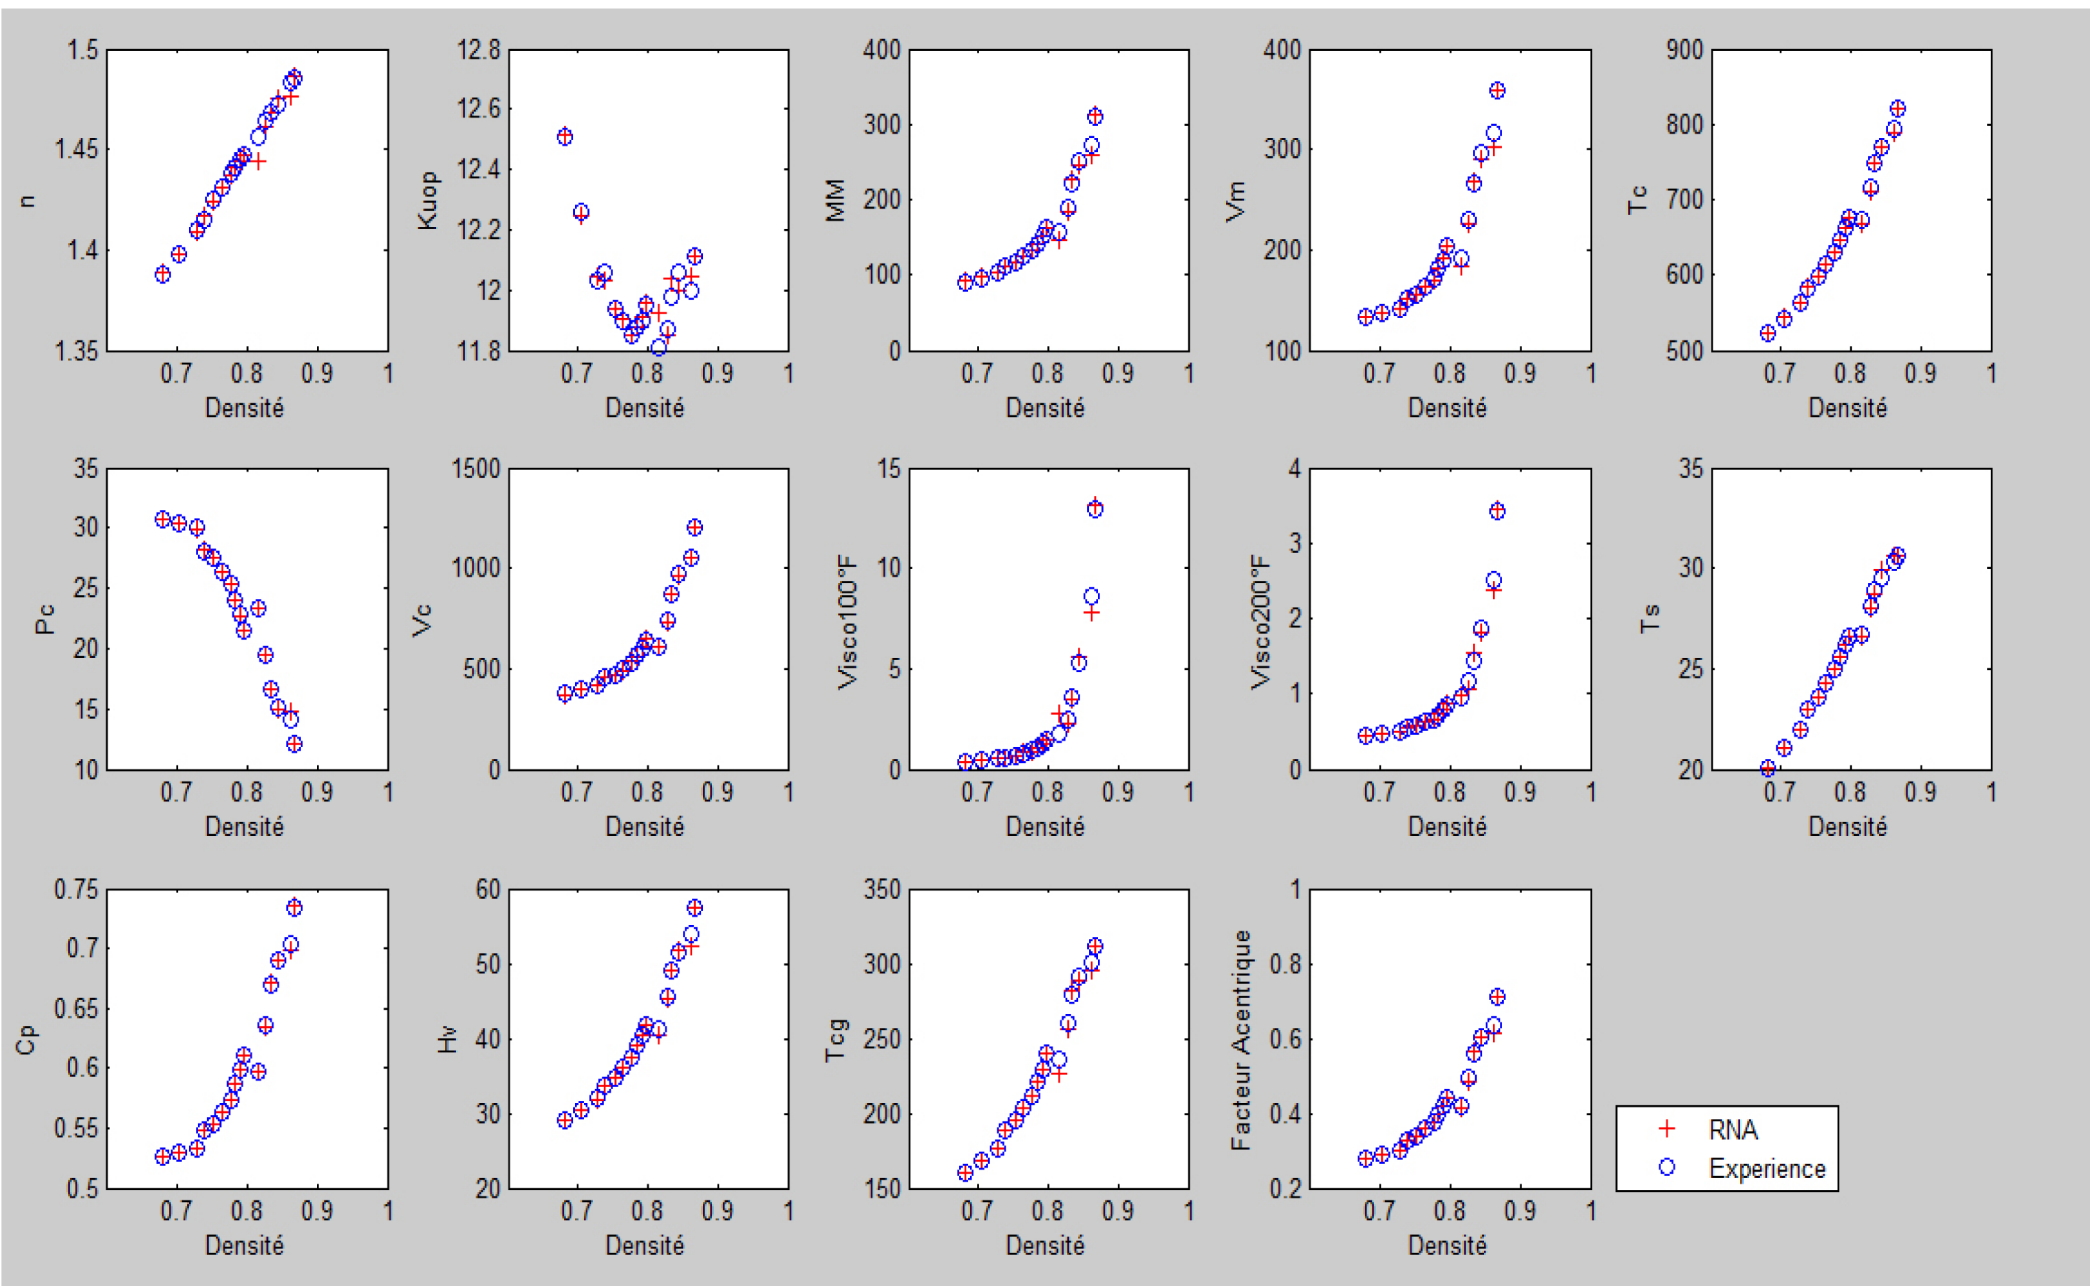 1.5
1.45
1.4
1.35
n
0.7 0.8 0.9 1
Densité
12.8
12.6
12.4
12.2
12
11.8
Kuop
0.7 0.8 0.9 1
Densité
400
300
200
100
0
MM
0.7 0.8 0.9 1
Densité
400
300
200
100
Vm
0.7 0.8 0.9 1
Densité
900
800
700
600
500
Tc
0.7 0.8 0.9 1
Densité
35
30
25
20
15
10
Pc
0.7 0.8 0.9 1
Densité
1500
1000
500
0
Vc
0.7 0.8 0.9 1
Densité
15
10
5
0
Visco100°F
0.7 0.8 0.9 1
Densité
4
3
2
1
0
Visco200°F
0.7 0.8 0.9 1
Densité
35
30
25
20
Ts
0.7 0.8 0.9 1
Densité
0.75
0.7
0.65
0.6
0.55
0.5
Cp
0.7 0.8 0.9 1
Densité
60
50
40
30
20
Hv
0.7 0.8 0.9 1
Densité
350
300
250
200
150
Tcg
0.7 0.8 0.9 1
Densité
1
0.8
0.6
0.4
0.2
Facteur Acentrique
0.7 0.8 0.9 1
Densité
RNA
Experience